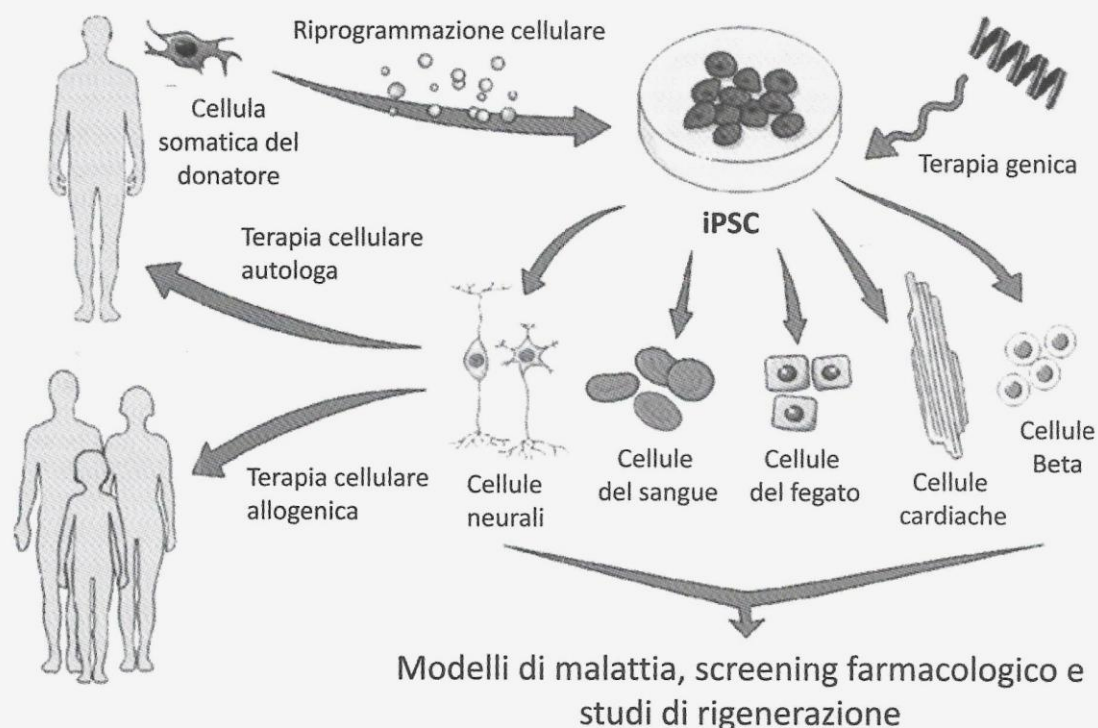 Riprogrammazione cellulare
Cellula
somatica del
donatore
Terapia genica
iPSC
Terapia cellulare
autologa
Terapia cellulare
allogenica
Cellule
neurali
Cellule
del sangue
Cellule
del fegato
Cellule
cardiache
Cellule
Beta
Modelli di malattia, screening farmacologico e
studi di rigenerazione